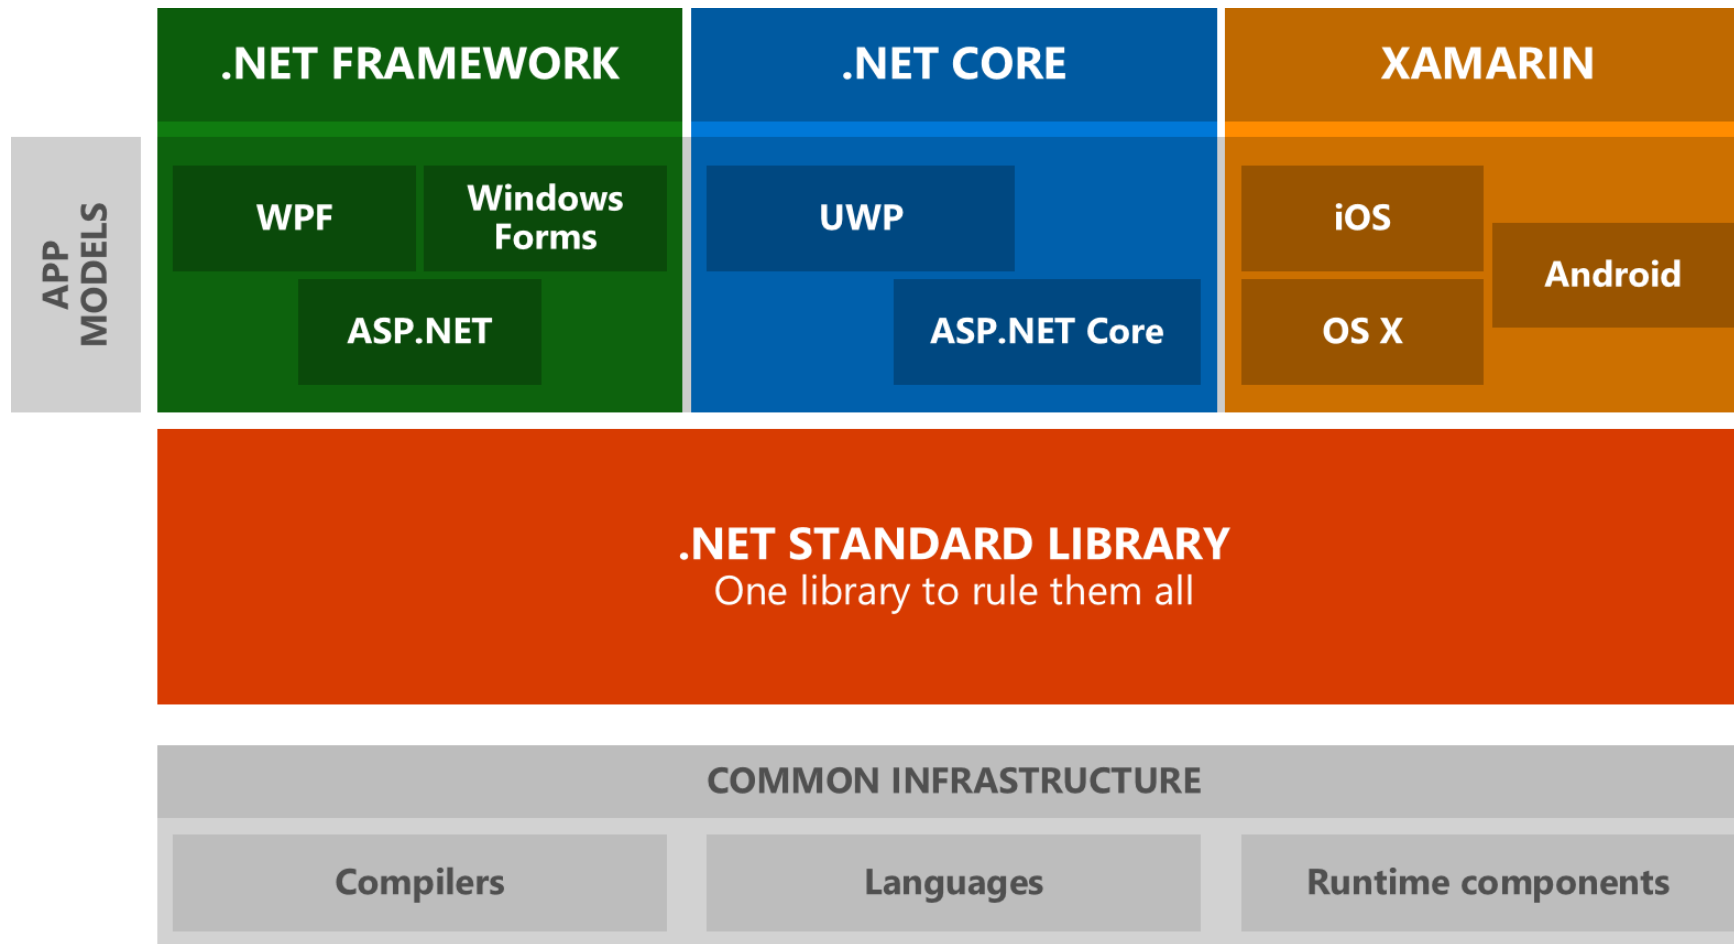 .NET FRAMEWORK
.NET CORE
XAMARIN
APP
MODELS
WPF
Windows
Forms
ASP.NET
UWP
ASP.NET Core
iOS
Android
OS X
.NET STANDARD LIBRARY
One library to rule them all
COMMON INFRASTRUCTURE
Compilers
Languages
Runtime components